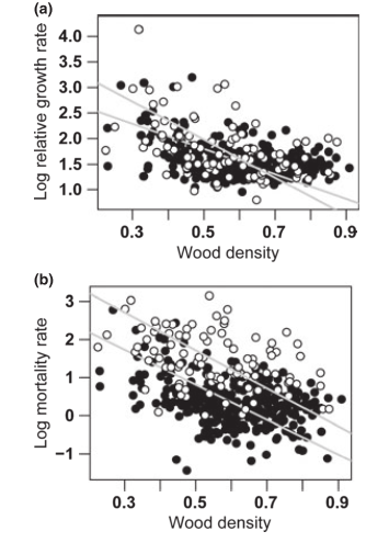 (a)
Log relative growth rate
4.0
3.5
3.0
2.5
2.0
1.5
1.0
0.3 0.5 0.7 0.9
Wood density
(b)
Log mortality rate
3
2
1
0
−1
0.3 0.5 0.7 0.9
Wood density